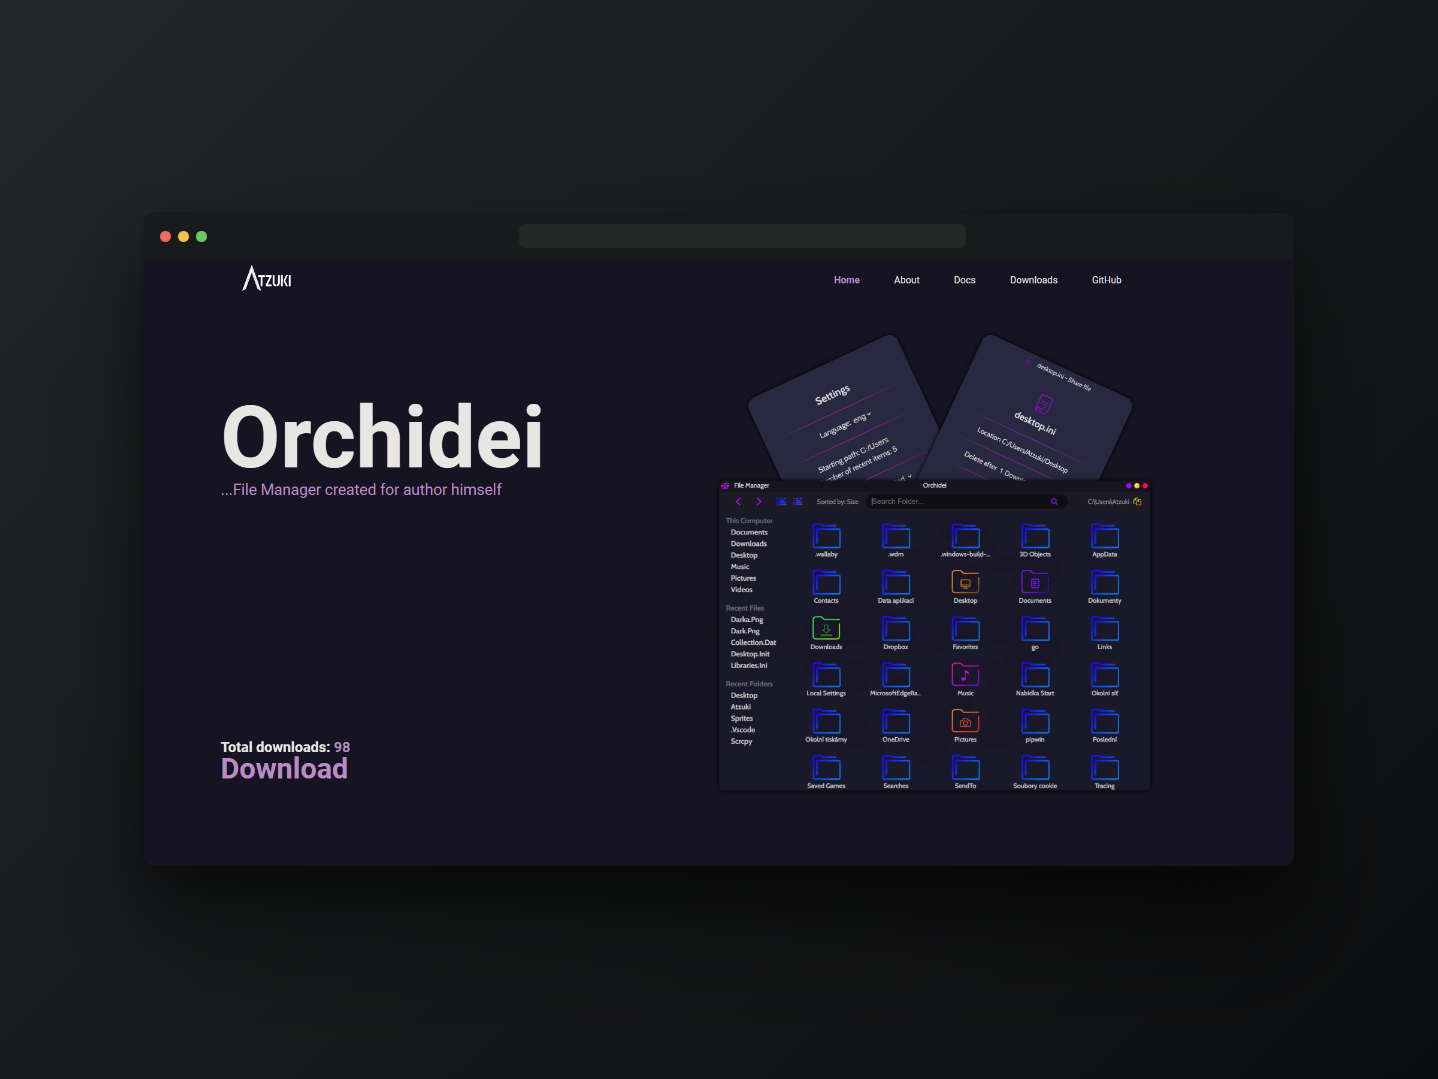 ATZUKI
Home About Docs Downloads GitHub
Orchidei
...File Manager created for author himself
Total downloads: 98
Download
Settings
Language: eng
Starting path: C:/Users
of recent items: 5
desktop.ini - Share file
desktop.ini
Location C:/Users/Atzuki/Desktop
Delete after 1
File Manager Orchidei
Sorted by: Size Search Folder... C:\Users\Atzuki
This Computer
Documents
Downloads
Desktop
Music
Pictures
Videos
Recent Files
Darka.Png
Dark.Png
Collection.Dat
Desktop.Init
Libraries.Ini
Recent Folders
Desktop
Atzuki
Sprites
.Vscode
Scrcpy
.wallaby .wdm .windows-build-... 3D Objects AppData
Contacts Data aplikací Desktop Documents Dokumenty
Downloads Dropbox Favorites go Links
Local Settings MicrosoftEdgeBa... Music Nabídka Start Okolní síť
Okolní tiskárny OneDrive Pictures pipwin Poslední
Saved Games Searches SendTo Soubory cookie Tracing